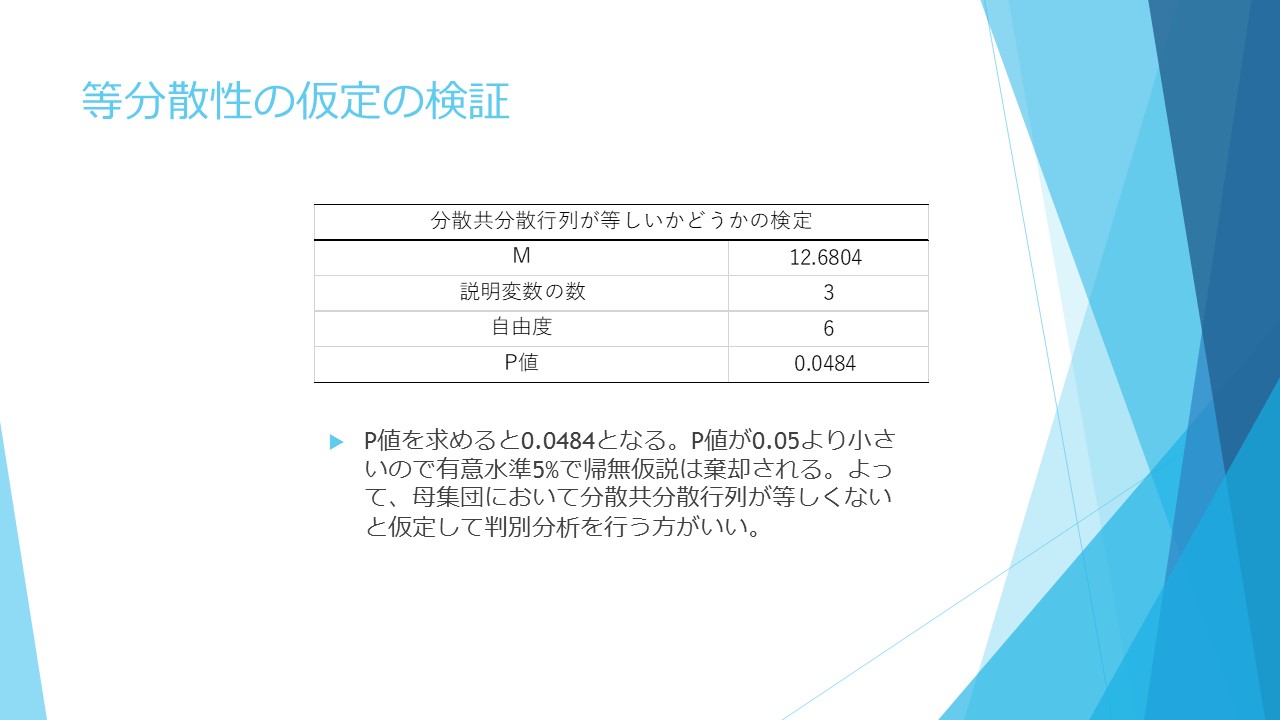 等分散性の仮定の検証
分散共分散行列が等しいかどうかの検定
M 12.6804
説明変数の数 3
自由度 6
P値 0.0484
P値を求めると0.0484となる。P値が0.05より小さ
いので有意水準5%で帰無仮説は棄却される。よっ
て、母集団において分散共分散行列が等しくない
と仮定して判別分析を行う方がいい。